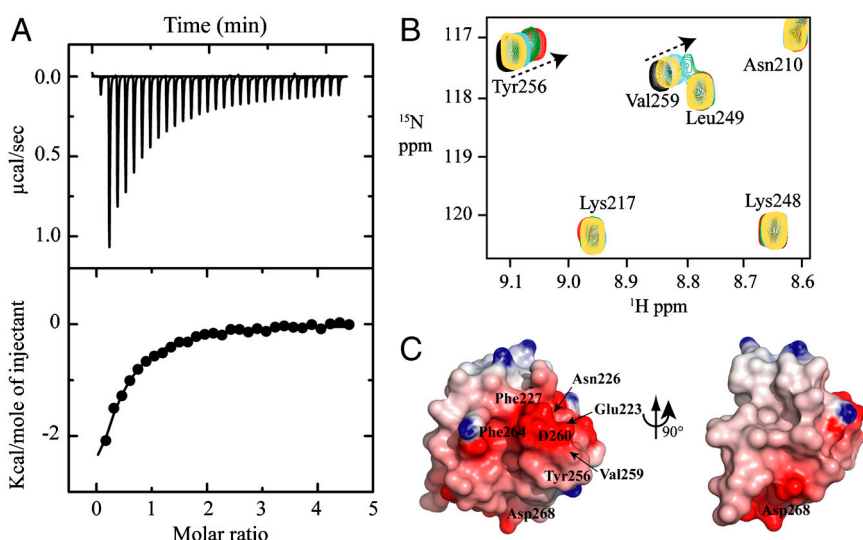 A
Time (min)
0.0
0.5
1.0
µcal/sec
0
−2
Kcal/mole of injectant
0 1 2 3 4 5
Molar ratio
B
117
118
119
120
15N
ppm
Tyr256
Val259
Leu249
Asn210
Lys217
Lys248
9.1 9.0 8.9 8.8 8.7 8.6
1H ppm
C
Phe227
Asn226
Glu223
Phe264
D260
Tyr256
Val259
Asp268
90°
Asp268